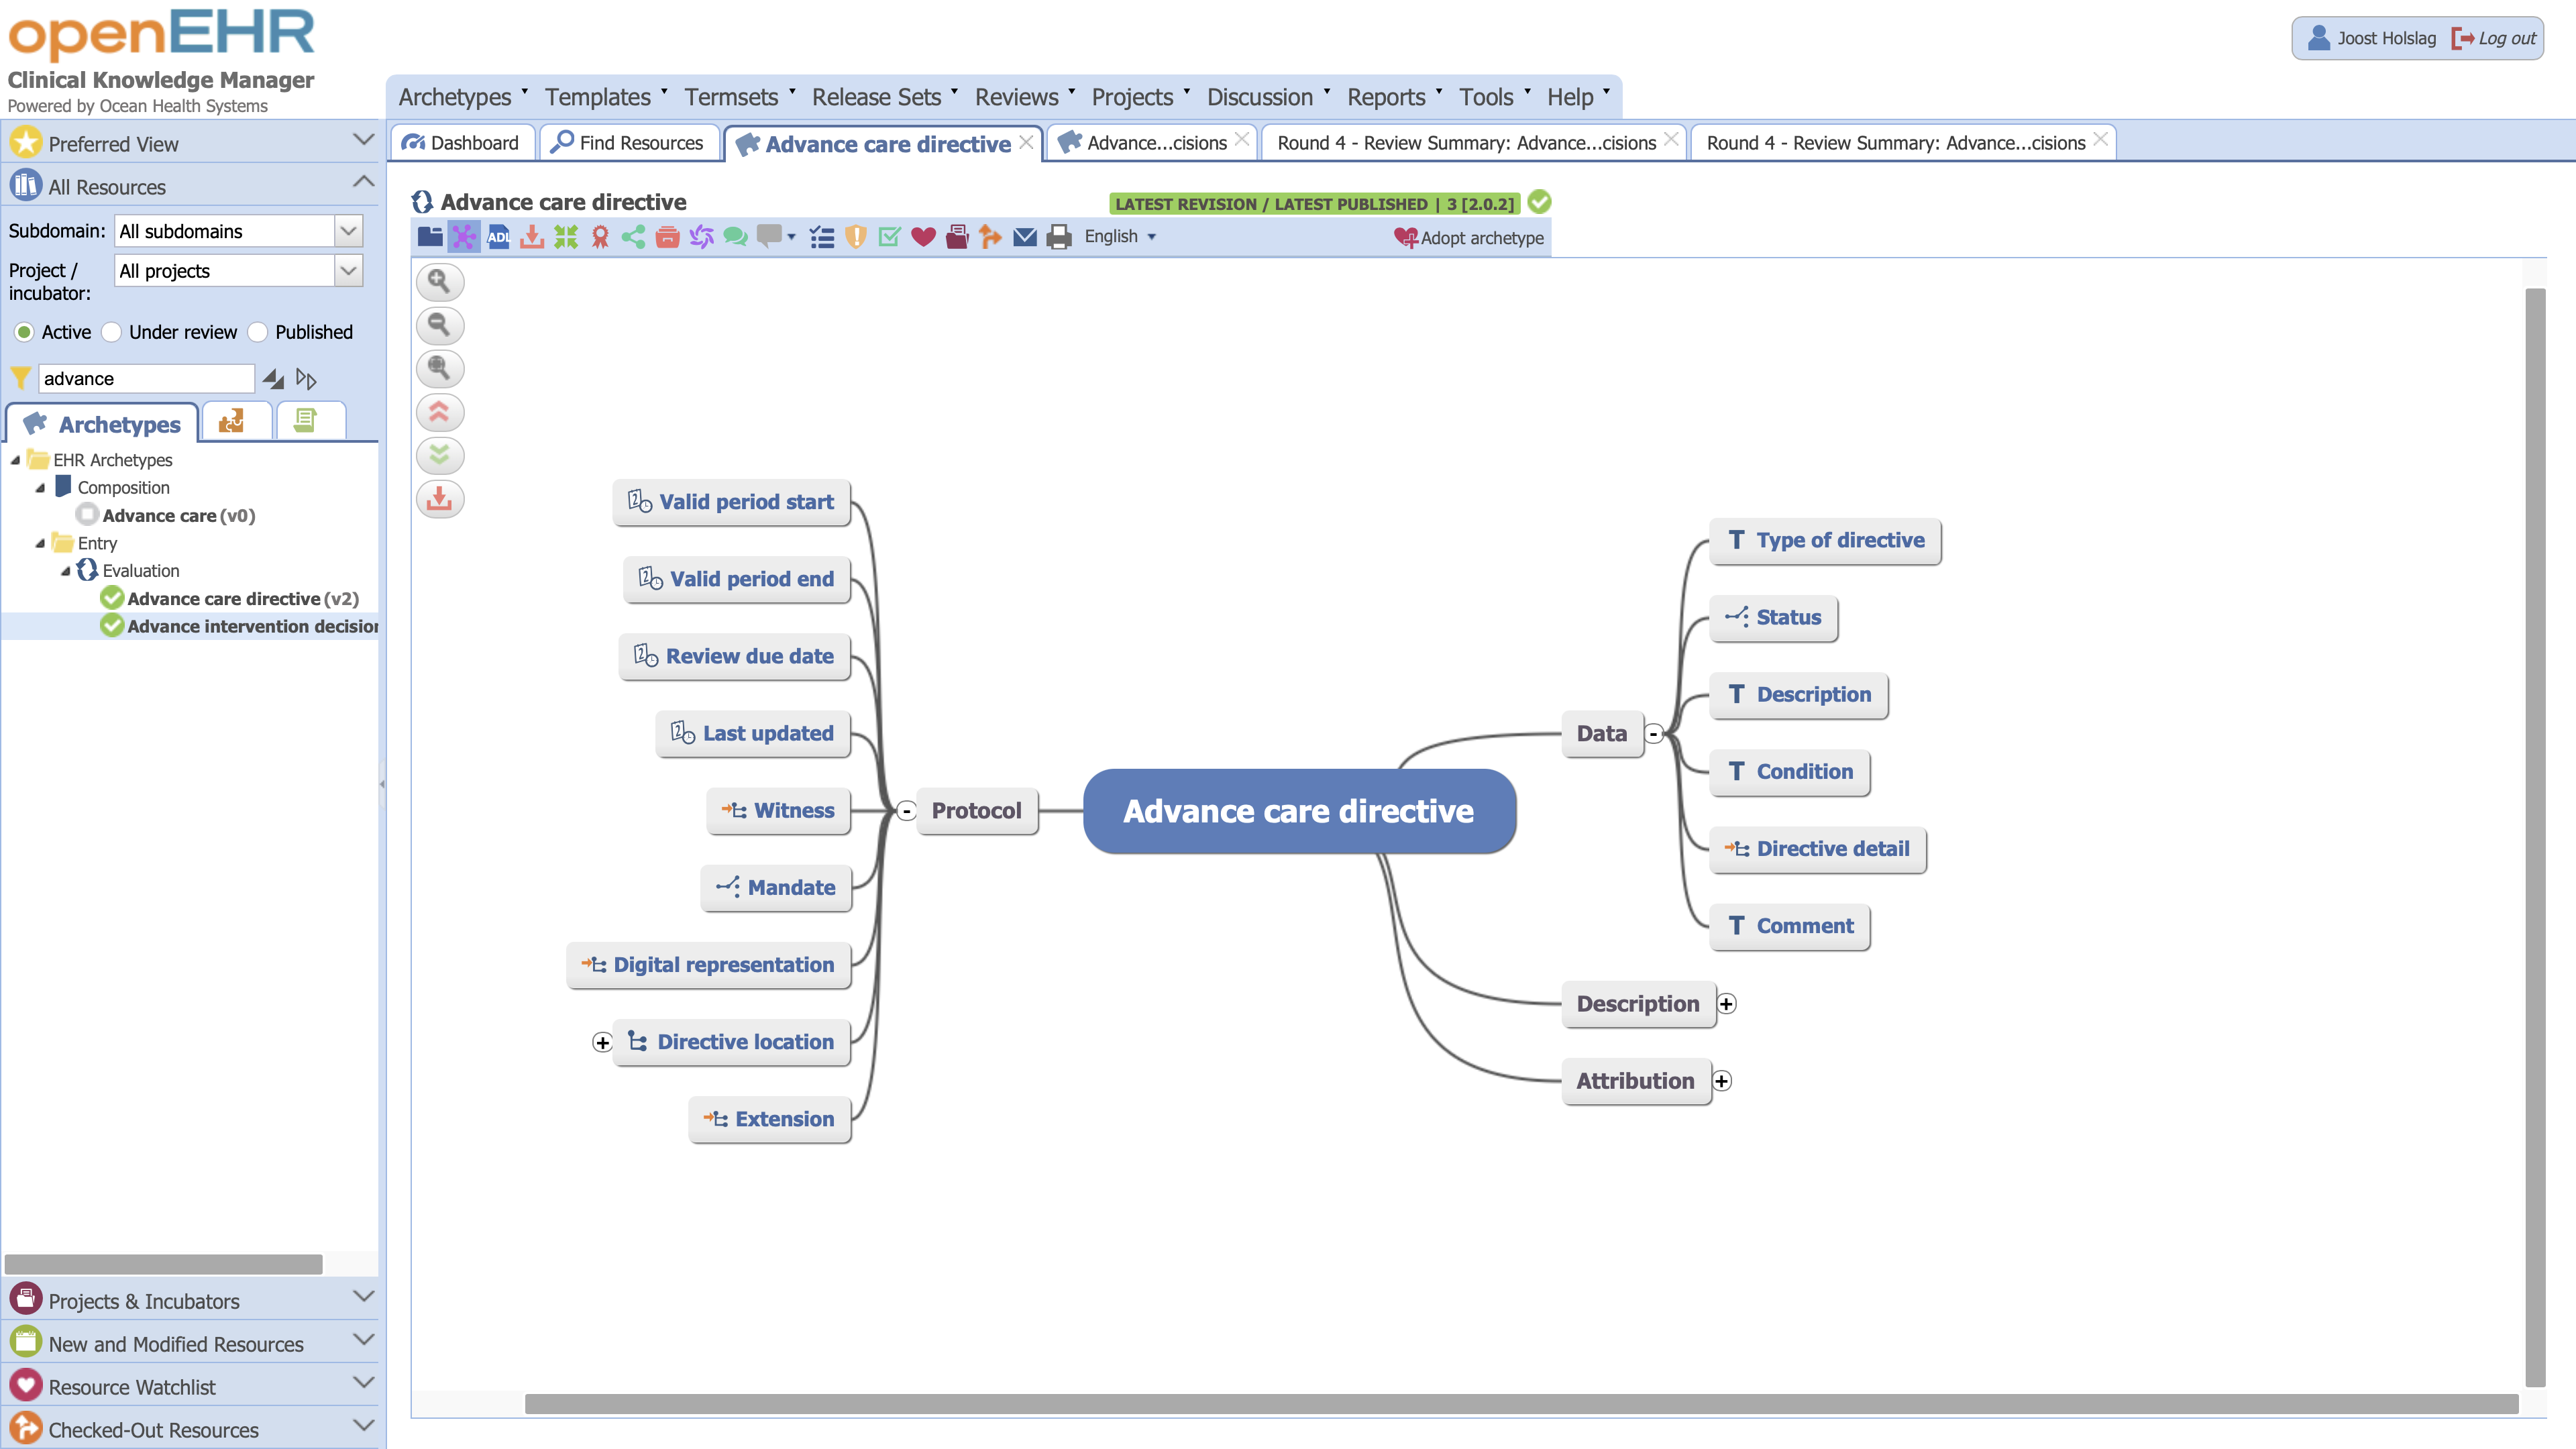 openEHR
Clinical Knowledge Manager
Powered by Ocean Health Systems
Joost Holslag Log out
Archetypes Templates Termsets Release Sets Reviews Projects Discussion Reports Tools Help
Dashboard Find Resources Advance care directive Advance...cisions Round 4 - Review Summary: Advance...cisions Round 4 - Review Summary: Advance...cisions
Preferred View
All Resources
Subdomain: All subdomains
Project / incubator: All projects
Active Under review Published
advance
Archetypes
EHR Archetypes
Composition
Advance care (v0)
Entry
Evaluation
Advance care directive (v2)
Advance intervention decision
Projects & Incubators
New and Modified Resources
Resource Watchlist
Checked-Out Resources
Advance care directive
LATEST REVISION / LATEST PUBLISHED | 3 [2.0.2]
ADL English Adopt archetype
Valid period start
Valid period end
Review due date
Last updated
Witness
Mandate
Digital representation
Directive location
Extension
Protocol
Advance care directive
Data
T Type of directive
Status
T Description
T Condition
Directive detail
T Comment
Description
Attribution